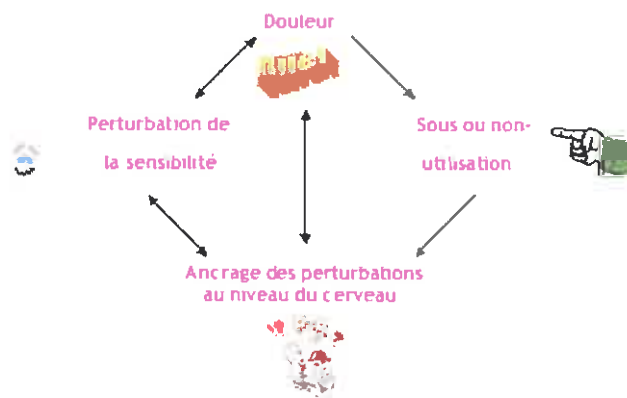 Douleur
Perturbation de
la sensibilité
Sous ou non-
utilisation
Ancrage des perturbations
au niveau du cerveau